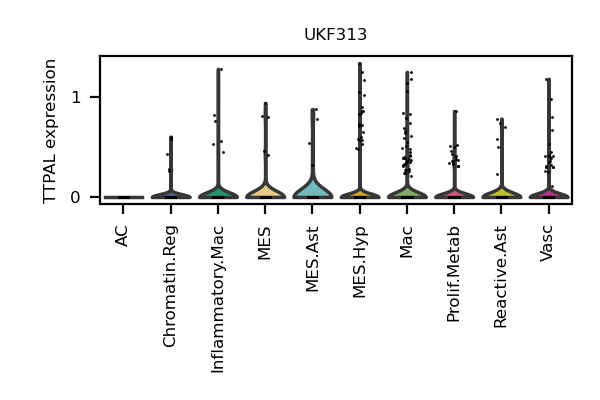 UKF313
TTPAL expression
1
0
AC
Chromatin.Reg
Inflammatory.Mac
MES
MES.Ast
MES.Hyp
Mac
Prolif.Metab
Reactive.Ast
Vasc